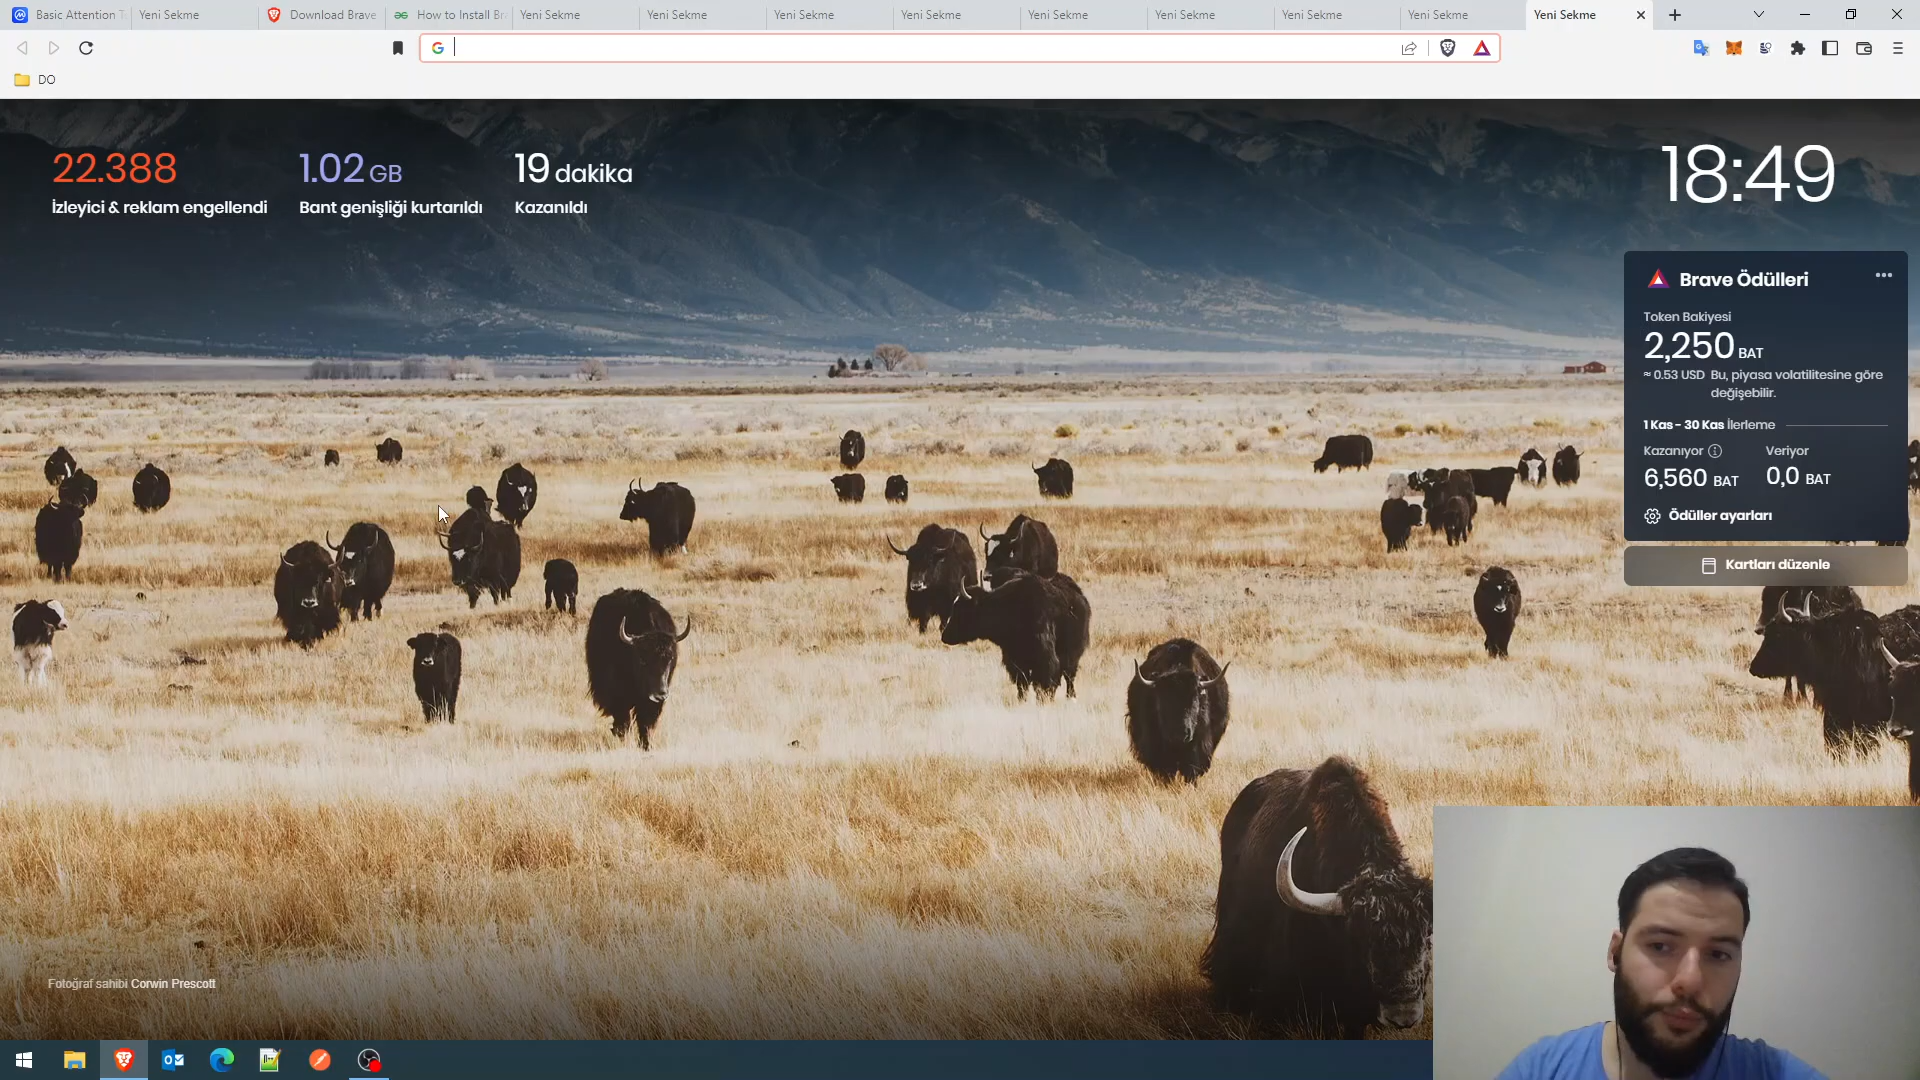 Basic Attention T
Yeni Sekme
Download Brave
How to Install Br
Yeni Sekme
Yeni Sekme
Yeni Sekme
Yeni Sekme
Yeni Sekme
Yeni Sekme
Yeni Sekme
Yeni Sekme
Yeni Sekme
DO
22.388
İzleyici & reklam engellendi
1.02 GB
Bant genişliği kurtarıldı
19 dakika
Kazanıldı
18:49
Brave Ödülleri
Token Bakiyesi
2,250 BAT
≈ 0.53 USD Bu, piyasa volatilitesine göre
değişebilir.
1 Kas - 30 Kas İlerleme
Kazanıyor
6,560 BAT
Veriyor
0,0 BAT
Ödüller ayarları
Kartları düzenle
Fotoğraf sahibi Corwin Prescott